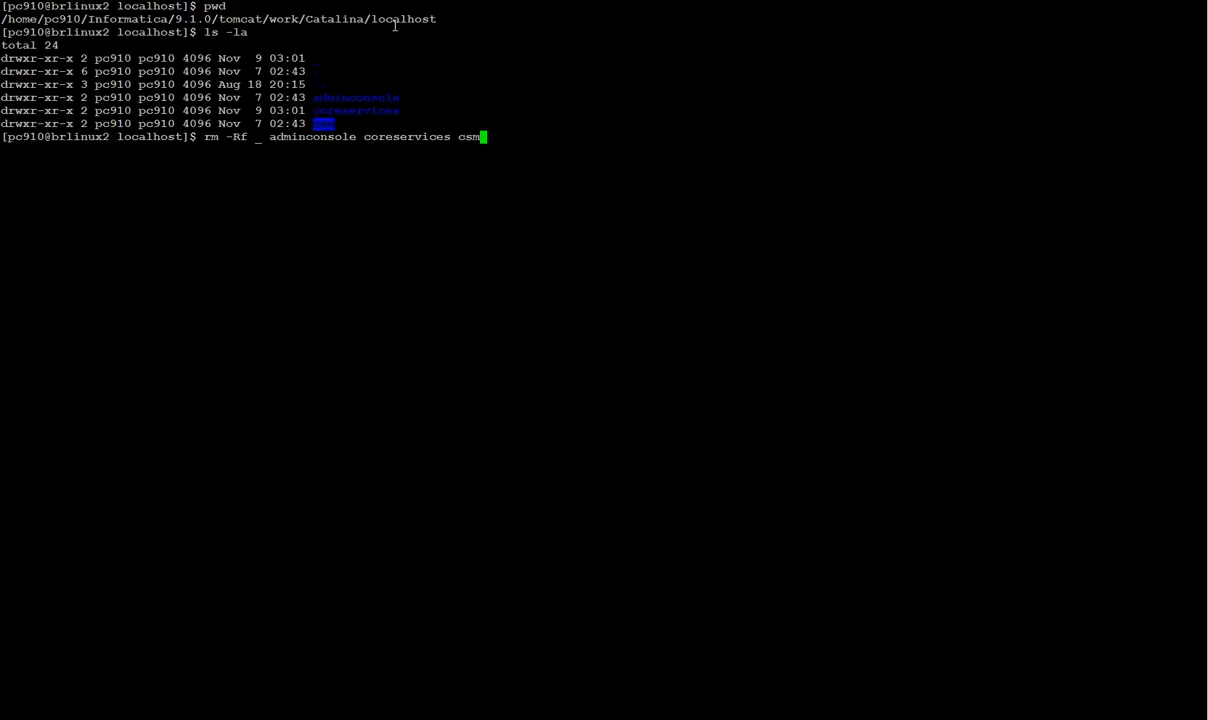 [pc910@brlinux2 localhost]$ pwd
/home/pc910/Informatica/9.1.0/tomcat/work/Catalina/localhost
[pc910@brlinux2 localhost]$ ls -la
total 24
drwxr-xr-x 2 pc910 pc910 4096 Nov  9 03:01 _
drwxr-xr-x 6 pc910 pc910 4096 Nov  7 02:43 .
drwxr-xr-x 3 pc910 pc910 4096 Aug 18 20:15 ..
drwxr-xr-x 2 pc910 pc910 4096 Nov  7 02:43 adminconsole
drwxr-xr-x 2 pc910 pc910 4096 Nov  9 03:01 coreservices
drwxr-xr-x 2 pc910 pc910 4096 Nov  7 02:43
[pc910@brlinux2 localhost]$ rm -Rf _ adminconsole coreservices csm